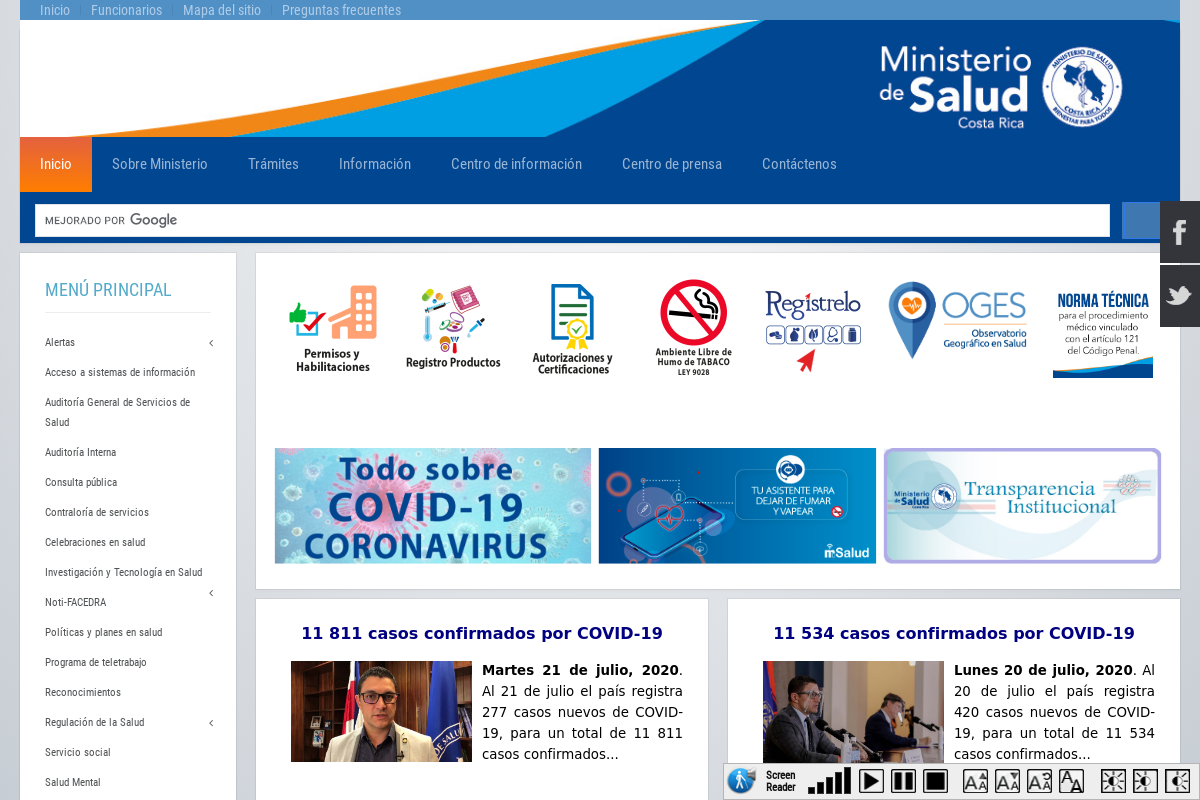 Inicio
Funcionarios
Mapa del sitio
Preguntas frecuentes
Ministerio
de Salud
Costa Rica
MINISTERIO DE SALUD
COSTA RICA
BIENESTAR PARA TODOS
Inicio
Sobre Ministerio
Trámites
Información
Centro de información
Centro de prensa
Contáctenos
MEJORADO POR Google
MENÚ PRINCIPAL
Alertas
Acceso a sistemas de información
Auditoría General de Servicios de
Salud
Auditoría Interna
Consulta pública
Contraloría de servicios
Celebraciones en salud
Investigación y Tecnología en Salud
Noti-FACEDRA
Políticas y planes en salud
Programa de teletrabajo
Reconocimientos
Regulación de la Salud
Servicio social
Salud Mental
Permisos y
Habilitaciones
Registro Productos
Autorizaciones y
Certificaciones
Ambiente Libre de
Humo de TABACO
LEY 9028
Regístrelo
OGES
Observatorio
Geográfico en Salud
NORMA TÉCNICA
para el procedimiento
médico vinculado
con el artículo 121
del Código Penal.
Todo sobre
COVID-19
CORONAVIRUS
TU ASISTENTE PARA
DEJAR DE FUMAR
Y VAPEAR
mSalud
Ministerio
de Salud
Costa Rica
Transparencia
Institucional
11 811 casos confirmados por COVID-19
Martes 21 de julio, 2020.
Al 21 de julio el país registra
277 casos nuevos de COVID-
19, para un total de 11 811
casos confirmados...
11 534 casos confirmados por COVID-19
Lunes 20 de julio, 2020. Al
20 de julio el país registra
420 casos nuevos de COVID-
19, para un total de 11 534
casos confirmados...
Screen
Reader